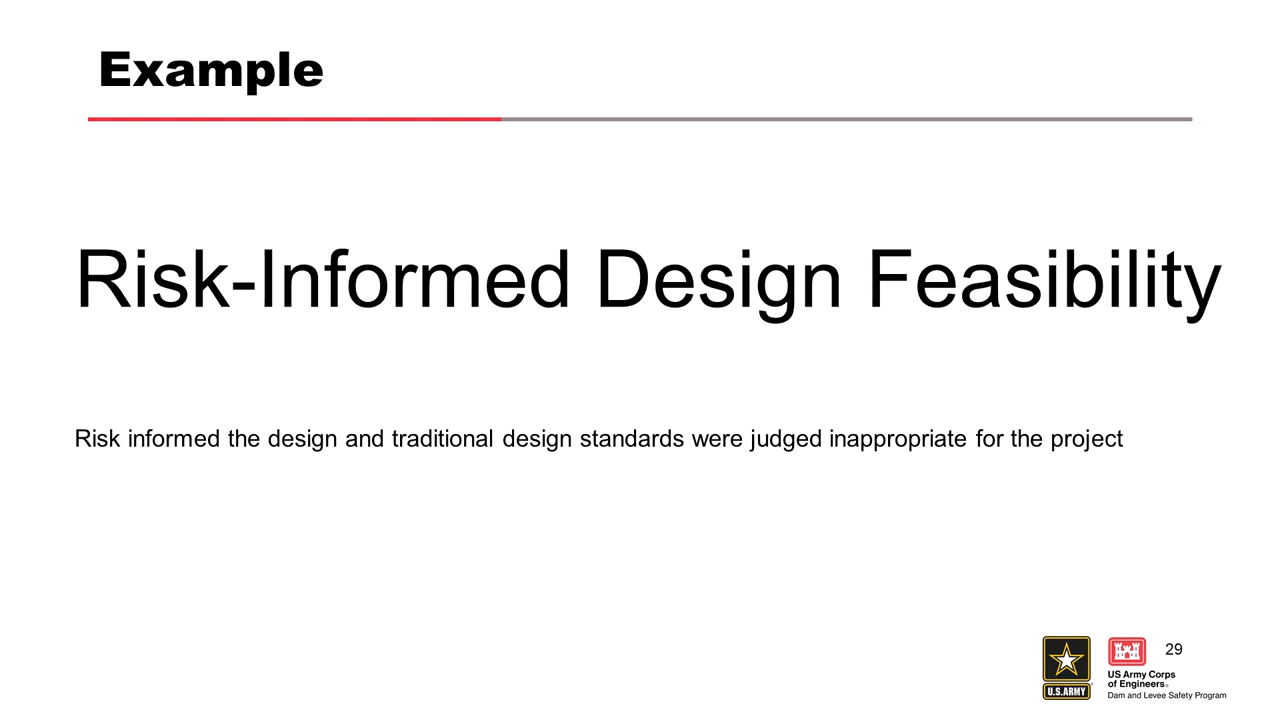 Example
Risk-Informed Design Feasibility
Risk informed the design and traditional design standards were judged inappropriate for the project
29
U.S.ARMY
US Army Corps
of Engineers®
Dam and Levee Safety Program